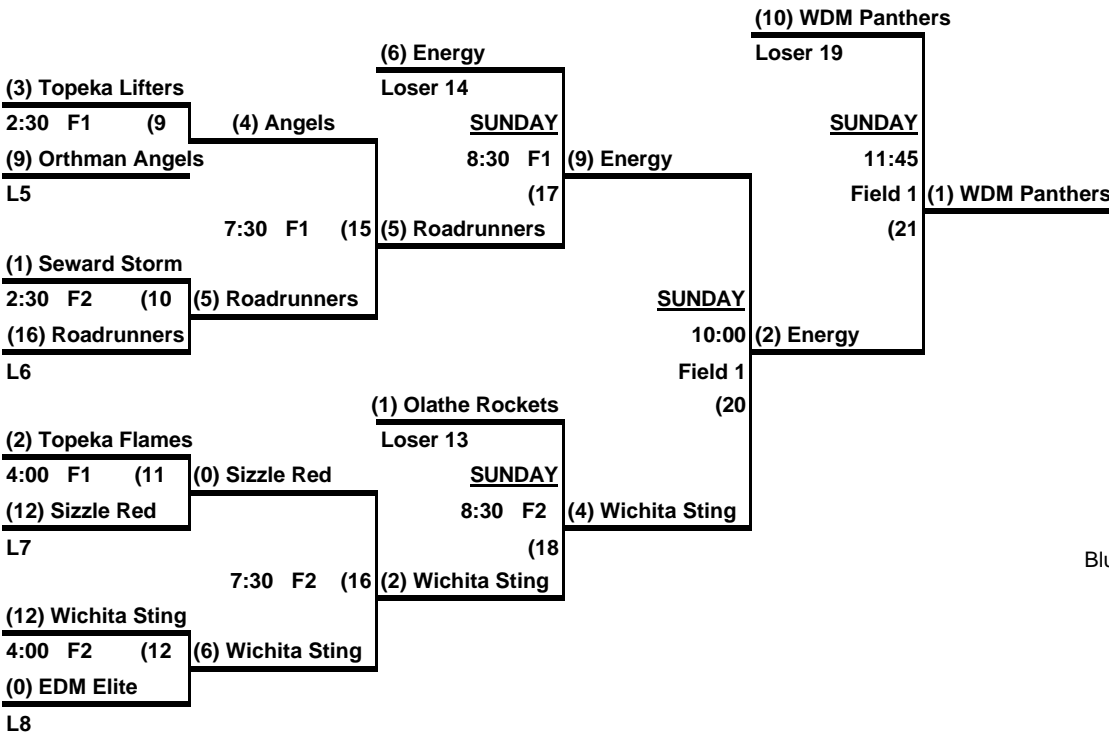 (10) WDM Panthers
(6) Energy
Loser 19
(3) Topeka Lifters
Loser 14
2:30 F1 (9
(4) Angels
SUNDAY
SUNDAY
(9) Orthman Angels
8:30 F1
(9) Energy
11:45
L5
(17
Field 1
(1) WDM Panthers
7:30 F1 (15
(5) Roadrunners
(21
(1) Seward Storm
2:30 F2 (10
(5) Roadrunners
SUNDAY
(16) Roadrunners
10:00
(2) Energy
L6
Field 1
(1) Olathe Rockets
(20
(2) Topeka Flames
Loser 13
4:00 F1 (11
(0) Sizzle Red
SUNDAY
(12) Sizzle Red
8:30 F2
(4) Wichita Sting
L7
(18
Blu
7:30 F2 (16
(2) Wichita Sting
(12) Wichita Sting
4:00 F2 (12
(6) Wichita Sting
(0) EDM Elite
L8